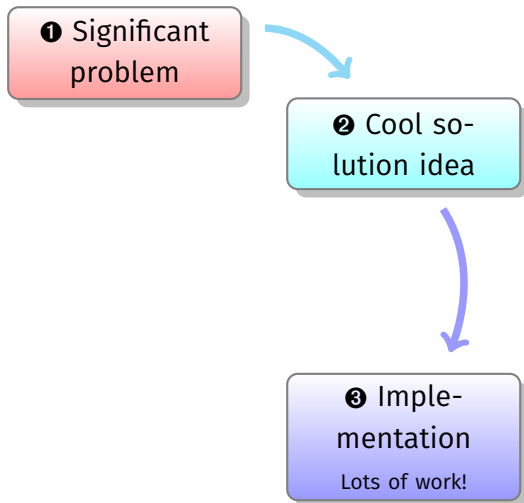 ❶ Significant
problem
❷ Cool so-
lution idea
❸ Imple-
mentation
Lots of work!